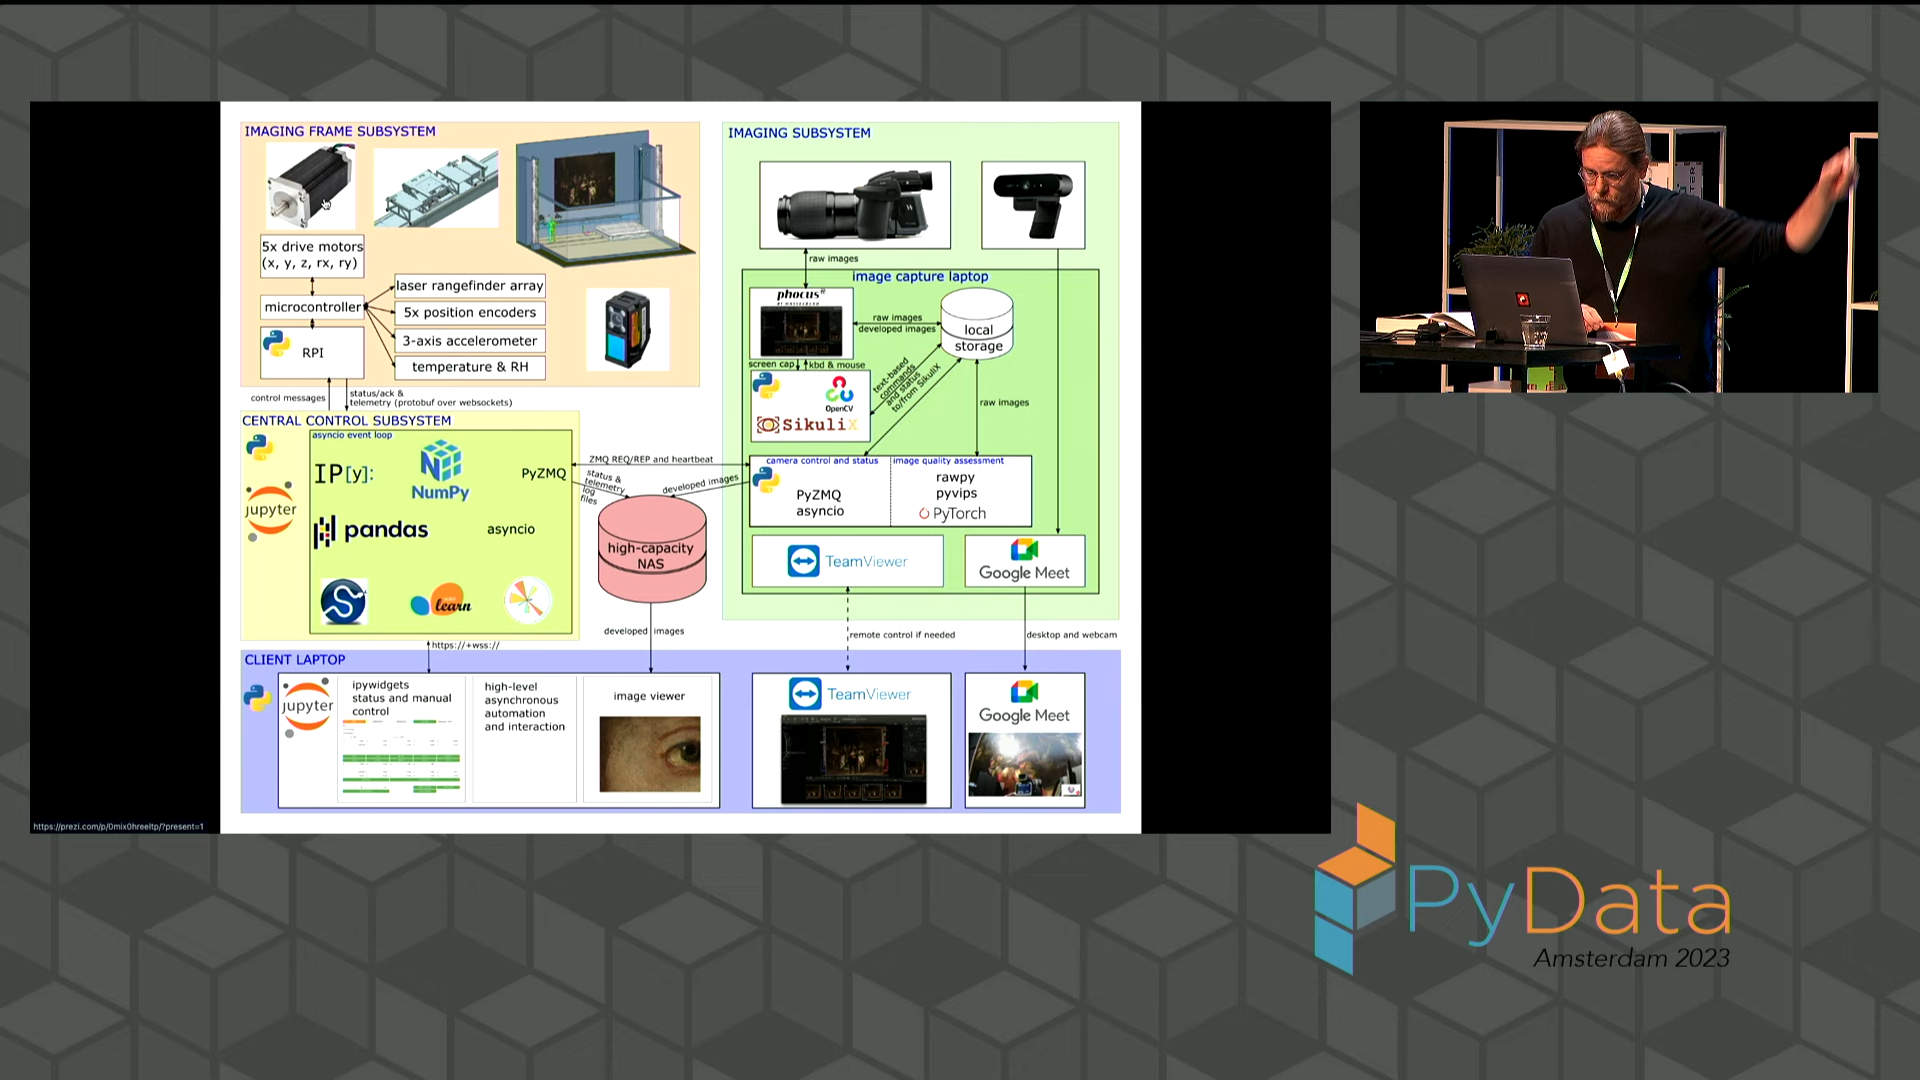 IMAGING FRAME SUBSYSTEM
5x drive motors
(x, y, z, rx, ry)
microcontroller
RPI
laser rangefinder array
5x position encoders
3-axis accelerometer
temperature & RH
control messages
status/ack &
telemetry (protobuf over websockets)
CENTRAL CONTROL SUBSYSTEM
asyncio event loop
IP[y]:
NumPy
PyZMQ
jupyter
pandas
asyncio
learn
ZMQ REQ/REP and heartbeat
status &
telemetry
log
files
developed images
high-capacity
NAS
developed images
https://+wss://
IMAGING SUBSYSTEM
raw images
image capture laptop
phocus
raw images
developed images
local
storage
screen cap
kbd & mouse
OpenCV
SikuliX
text-based
commands
and status
to/from SikuliX
raw images
camera control and status
PyZMQ
asyncio
image quality assessment
rawpy
pyvips
PyTorch
TeamViewer
Google Meet
remote control if needed
desktop and webcam
CLIENT LAPTOP
jupyter
ipywidgets
status and manual
control
high-level
asynchronous
automation
and interaction
image viewer
TeamViewer
Google Meet
https://prezi.com/p/0mix0hreeltp/?present=1
PyData
Amsterdam 2023